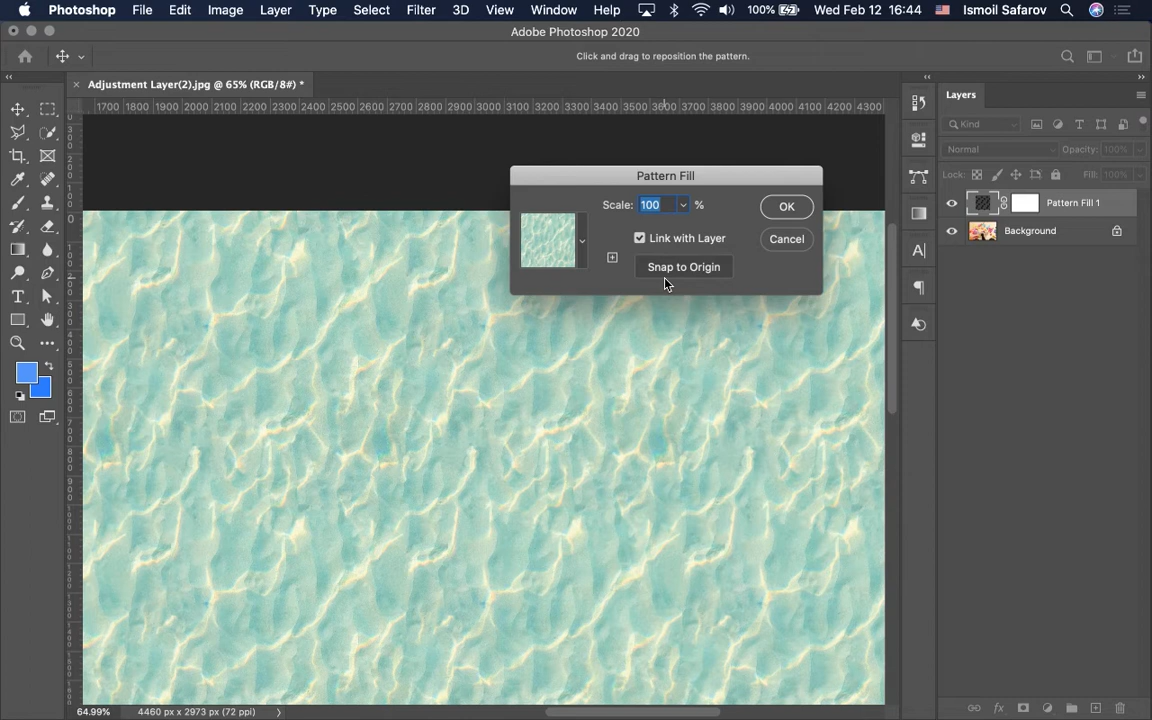 Photoshop File Edit Image Layer Type Select Filter 3D View Window Help 100% Wed Feb 12 16:44 Ismoil Safarov
Adobe Photoshop 2020
Click and drag to reposition the pattern.
Adjustment Layer(2).jpg @ 65% (RGB/8#) *
Layers
1700 1800 1900 2000 2100 2200 2300 2400 2500 2600 2700 2800 2900 3000 3100 3200 3300 3400 3500 3600 3700 3800 3900 4000 4100 4200 4300
Kind
Normal Opacity: 100%
Lock: Fill: 100%
Pattern Fill
Scale: 100 % OK
Link with Layer Cancel
Snap to Origin
Pattern Fill 1
Background
64.99% 4460 px x 2973 px (72 ppi)